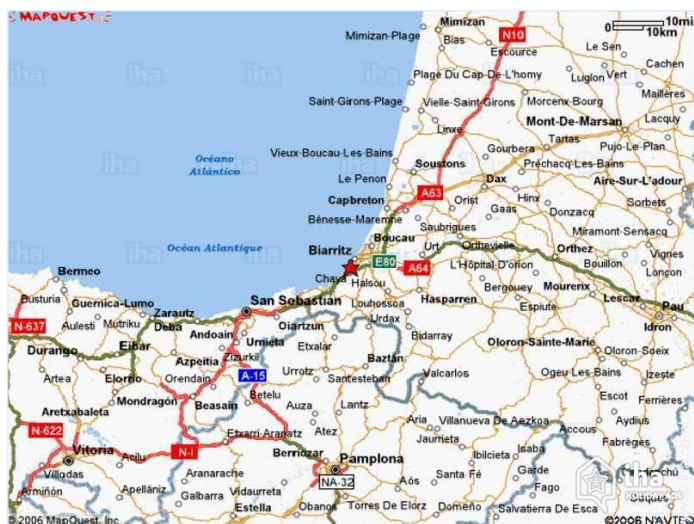 MAPQUEST
Mimizan
10mi
10km
Mimizan-Plage
N10
Bias
Escource
Le Sen
Cachen
Luglon
Vert
Plage Du Cap-De-L'homy
Maillères
Saint-Girons-Plage
Vielle-Saint-Girons
Morcenx-Bourg
Lacquy
Linxe
Mont-De-Marsan
Tartas
Pujo-Le-Plan
Gourbera
Océano
Atlántico
Vieux-Boucau-Les-Bains
Soustons
Préchacq-Les-Bains
Le Penon
Dax
Aire-Sur-L'adour
A63
Capbreton
Orist
Hinx
Sorbets
Gaas
Donzacq
Bénesse-Maremne
Saubrigues
Miramont-Sensacq
Océan Atlantique
Boucau
Biarritz
Urt
Orthevielle
Orthez
Vignes
E80
A64
L'Hôpital D'orion
Bouillon
Lonçon
Bermeo
Chaya
Halsou
Bergouey
Mourenx
Busturia
Guernica-Lumo
Zarautz
San Sebastián
Louhossoa
Hasparren
Espiute
Lescar
Pau
N-637
Aulesti
Mutriku
Deba
Oiartzun
Urdax
Idron
Andoain
Bidarray
Durango
Eibar
Urnieta
Etxalar
Oloron-Sainte-Marie
Azpeitia
Zizurkil
Baztán
Oloron-Soeix
Artea
Elorrio
Orendain
A-15
Urrotz
Santesteban
Valcarlos
Ogeu-Les-Bains
Izeste
Mondragón
Betelu
Escot
Ferrières
Aretxabaleta
Beasain
Auza
Lantz
Aria
Villanueva De Aezkoa
Aydius
N-622
Etxarri-Aranatz
Atez
Accous
Jaurrieta
Isaba
Fabrèges
N-I
Ibilcieta
Vitoria
Berriozar
Pamplona
Villodas
Aranarache
Aós
Santa Fé
Garde
NA-32
Fago
Armiñón
Apellániz
Galbarra
Vidaurreta
Estella
Obanos
Torres De Elorz
Domeño
Salvatierra De Esca
©2006 MapQuest, Inc.
©2006 NAVTE
iha